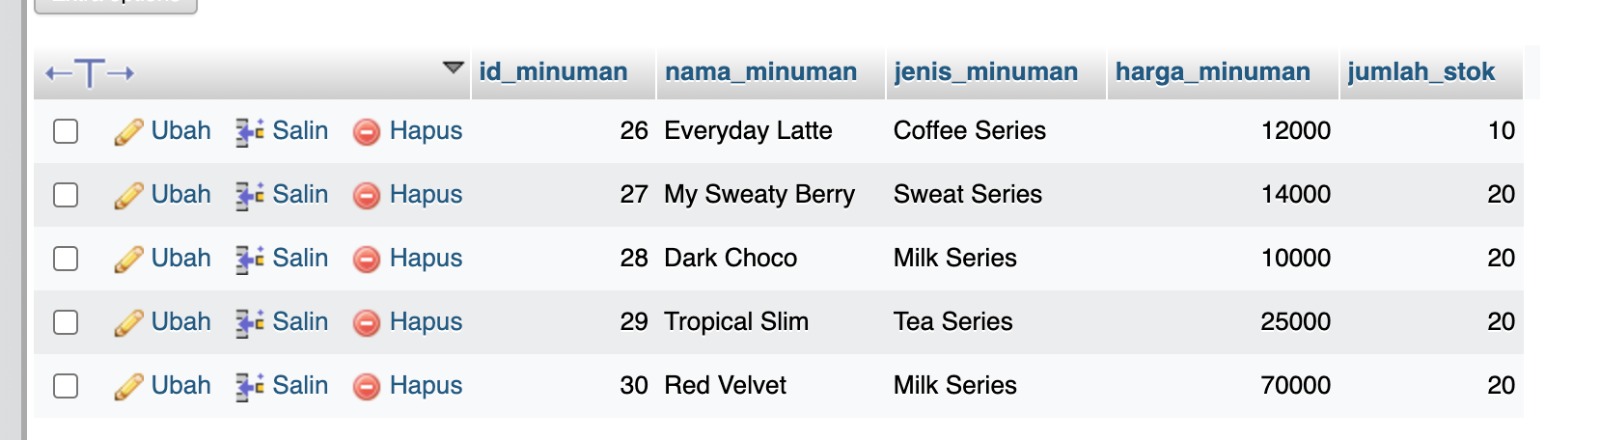 Extra options
id_minuman nama_minuman jenis_minuman harga_minuman jumlah_stok
Ubah Salin Hapus 26 Everyday Latte Coffee Series 12000 10
Ubah Salin Hapus 27 My Sweaty Berry Sweat Series 14000 20
Ubah Salin Hapus 28 Dark Choco Milk Series 10000 20
Ubah Salin Hapus 29 Tropical Slim Tea Series 25000 20
Ubah Salin Hapus 30 Red Velvet Milk Series 70000 20